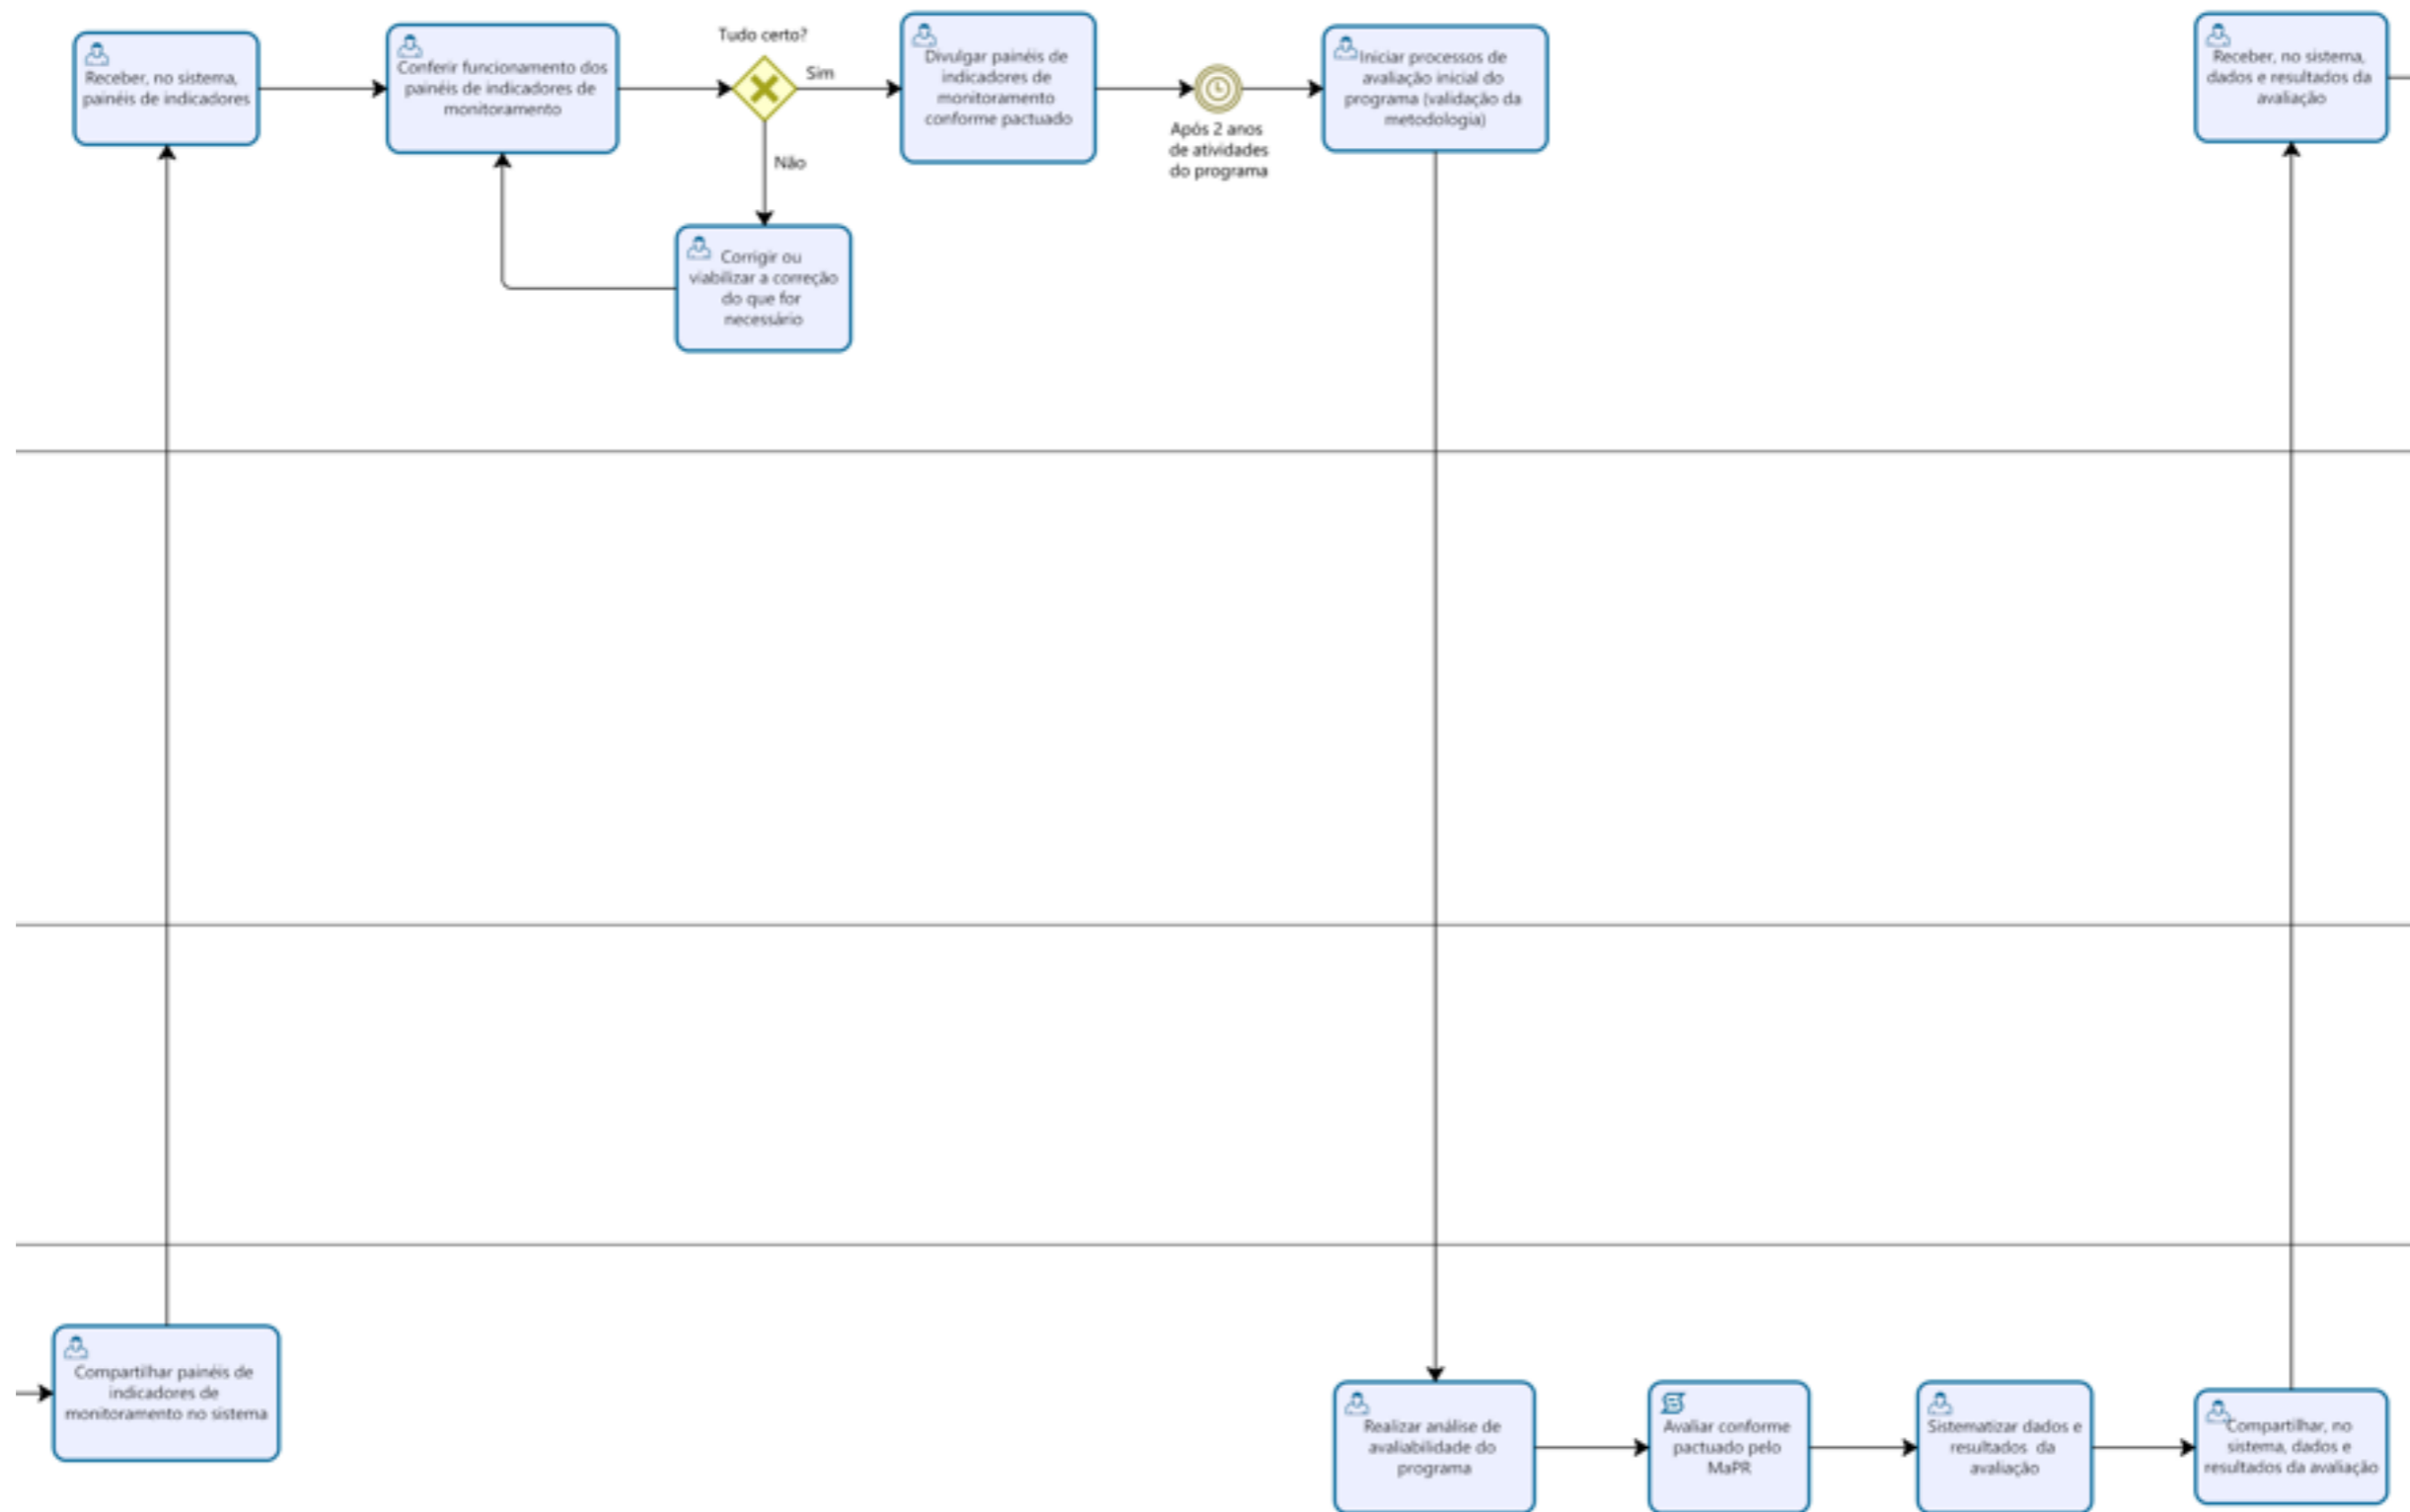 Receber, no sistema,
painéis de indicadores
Conferir funcionamento dos
painéis de indicadores de
monitoramento
Tudo certo?
Sim
Não
Corrigir ou
viabilizar a correção
do que for
necessário
Divulgar painéis de
indicadores de
monitoramento
conforme pactuado
Após 2 anos
de atividades
do programa
Iniciar processos de
avaliação inicial do
programa (validação da
metodologia)
Receber, no sistema,
dados e resultados da
avaliação
Compartilhar painéis de
indicadores de
monitoramento no sistema
Realizar análise de
avaliabilidade do
programa
Avaliar conforme
pactuado pelo
MaPR
Sistematizar dados e
resultados da
avaliação
Compartilhar, no
sistema, dados e
resultados da avaliação